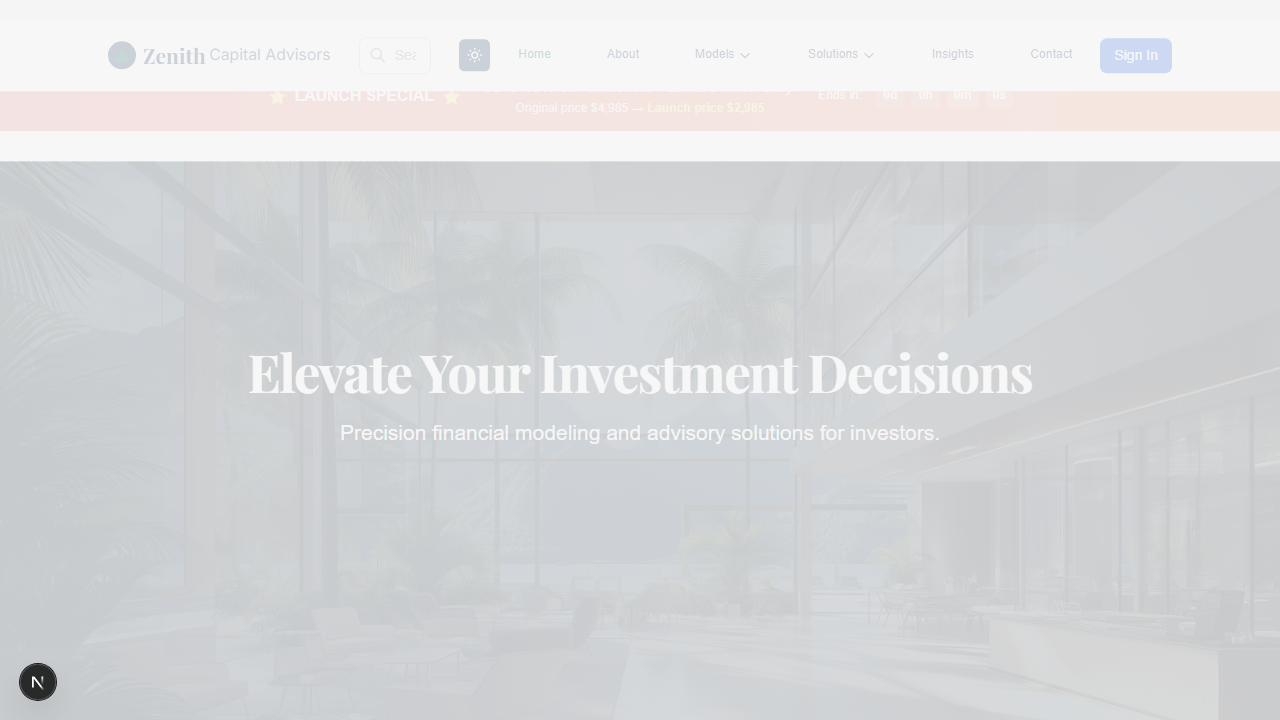 Zenith Capital Advisors
Home
About
Models
Solutions
Insights
Contact
Sign In
LAUNCH SPECIAL
Original price $4,985 — Launch price $2,985
Ends in:
0d
0h
0m
0s
Elevate Your Investment Decisions
Precision financial modeling and advisory solutions for investors.
N